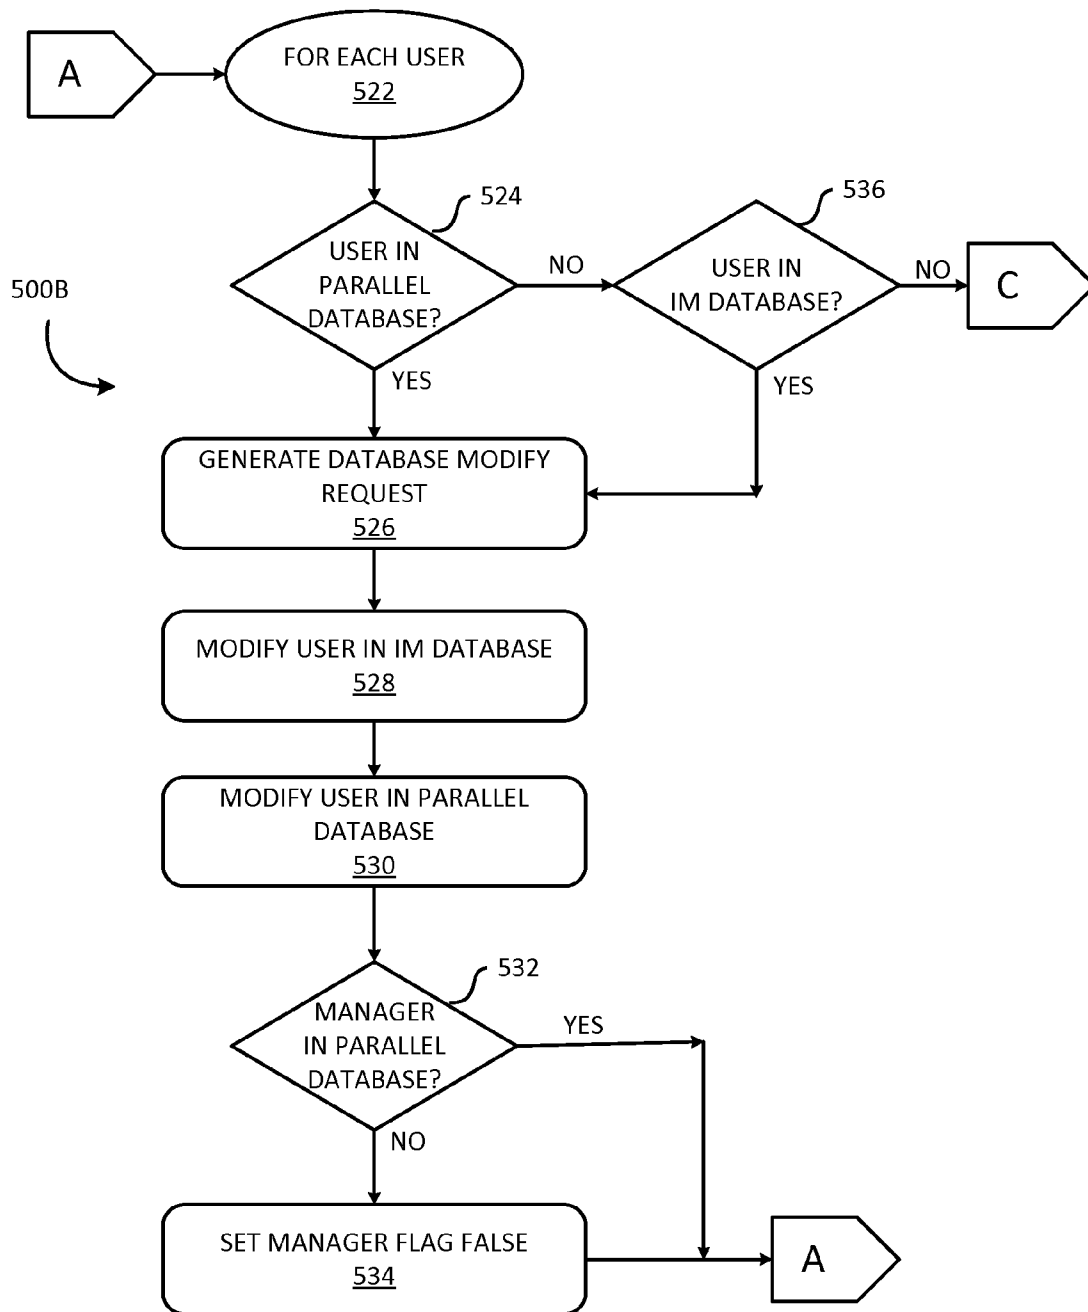 A
FOR EACH USER
522
524
536
USER IN
PARALLEL
DATABASE?
NO
USER IN
IM DATABASE?
NO
C
500B
YES
YES
GENERATE DATABASE MODIFY
REQUEST
526
MODIFY USER IN IM DATABASE
528
MODIFY USER IN PARALLEL
DATABASE
530
532
MANAGER
IN PARALLEL
DATABASE?
YES
NO
SET MANAGER FLAG FALSE
534
A